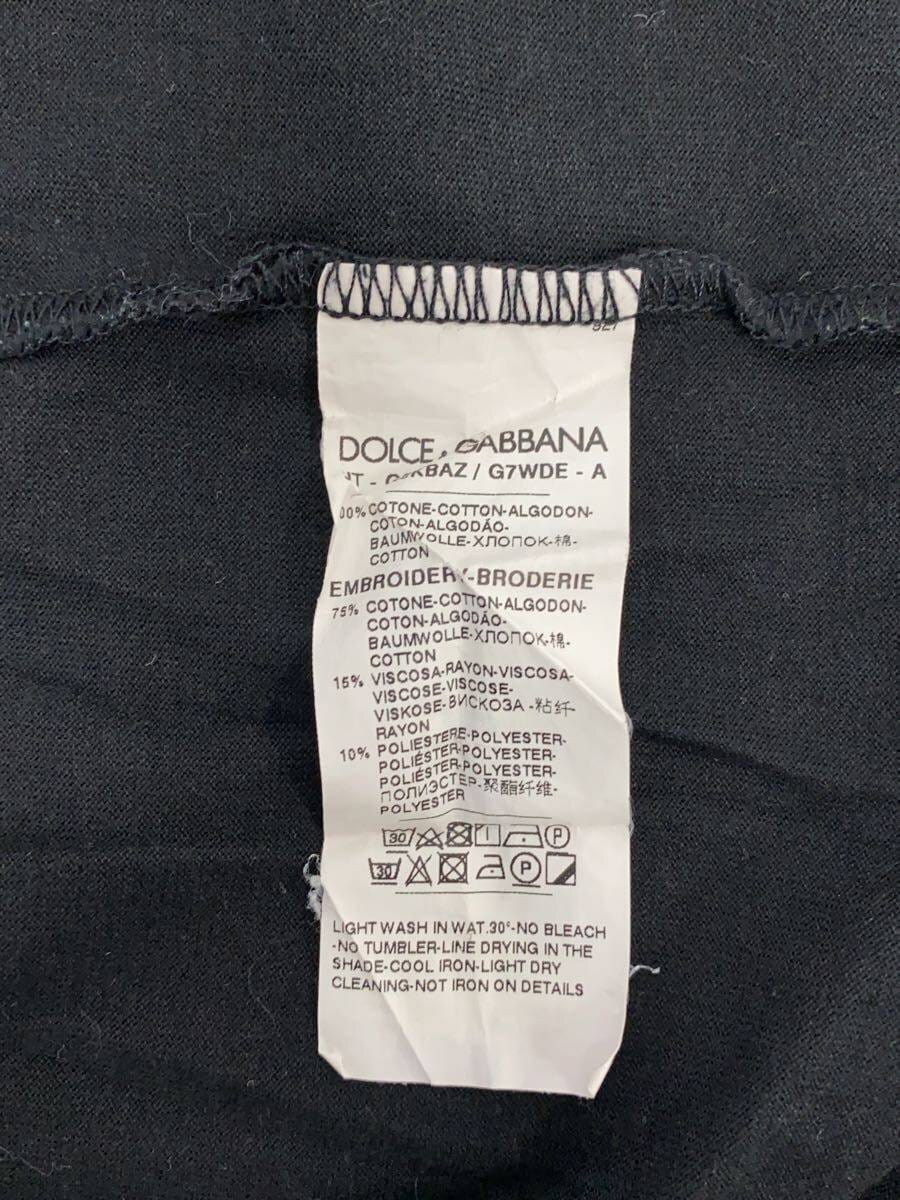 927
DOLCE & GABBANA
/ G7WDE - A
COTONE-COTTON-ALGODON-
COTON-ALGODÃO-
BAUMWOLLE-ХЛОПОК-棉-
COTTON
EMBROIDERY-BRODERIE
75% COTONE-COTTON-ALGODON-
COTON-ALGODÃO-
BAUMWOLLE-ХЛОПОК-棉-
COTTON
15% VISCOSA-RAYON-VISCOSA-
VISCOSE-VISCOSE-
VISKOSE-ВИСКОЗА -粘纤-
RAYON
10% POLIESTERE-POLYESTER-
POLIÉSTER-POLYESTER-
POLIÉSTER-POLYESTER-
ПОЛИЭСТЕР-聚酯纤维-
POLYESTER
30 P
30 P
LIGHT WASH IN WAT.30°-NO BLEACH
-NO TUMBLER-LINE DRYING IN THE
SHADE-COOL IRON-LIGHT DRY
CLEANING-NOT IRON ON DETAILS